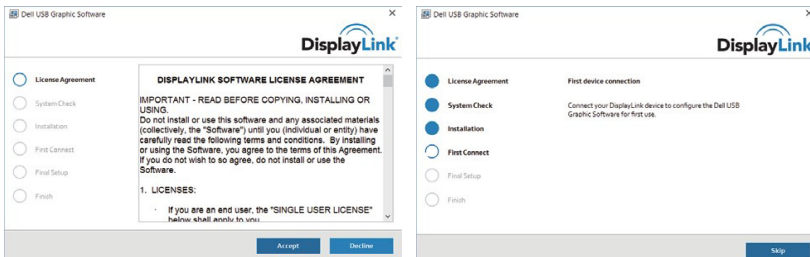 Dell USB Graphic Software
DisplayLink
License Agreement
System Check
Installation
First Connect
Final Setup
Finish
DISPLAYLINK SOFTWARE LICENSE AGREEMENT
IMPORTANT - READ BEFORE COPYING, INSTALLING OR
USING.
Do not install or use this software and any associated materials
(collectively, the "Software") until you (individual or entity) have
carefully read the following terms and conditions. By installing
or using the Software, you agree to the terms of this Agreement.
If you do not wish to so agree, do not install or use the
Software.
1. LICENSES:
· If you are an end user, the "SINGLE USER LICENSE"
below shall apply to you
Accept
Decline
Dell USB Graphic Software
DisplayLink
License Agreement
System Check
Installation
First Connect
Final Setup
Finish
First device connection
Connect your DisplayLink device to configure the Dell USB
Graphic Software for first use.
Skip